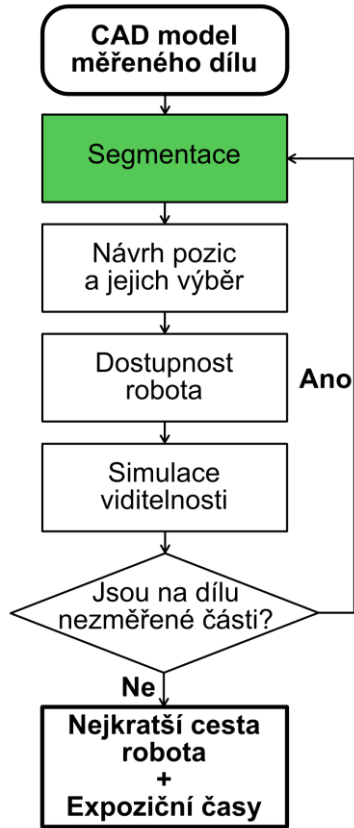 CAD model
měřeného dílu
Segmentace
Návrh pozic
a jejich výběr
Dostupnost
robota
Ano
Simulace
viditelnosti
Jsou na dílu
nezměřené části?
Ne
Nejkratší cesta
robota
+
Expoziční časy